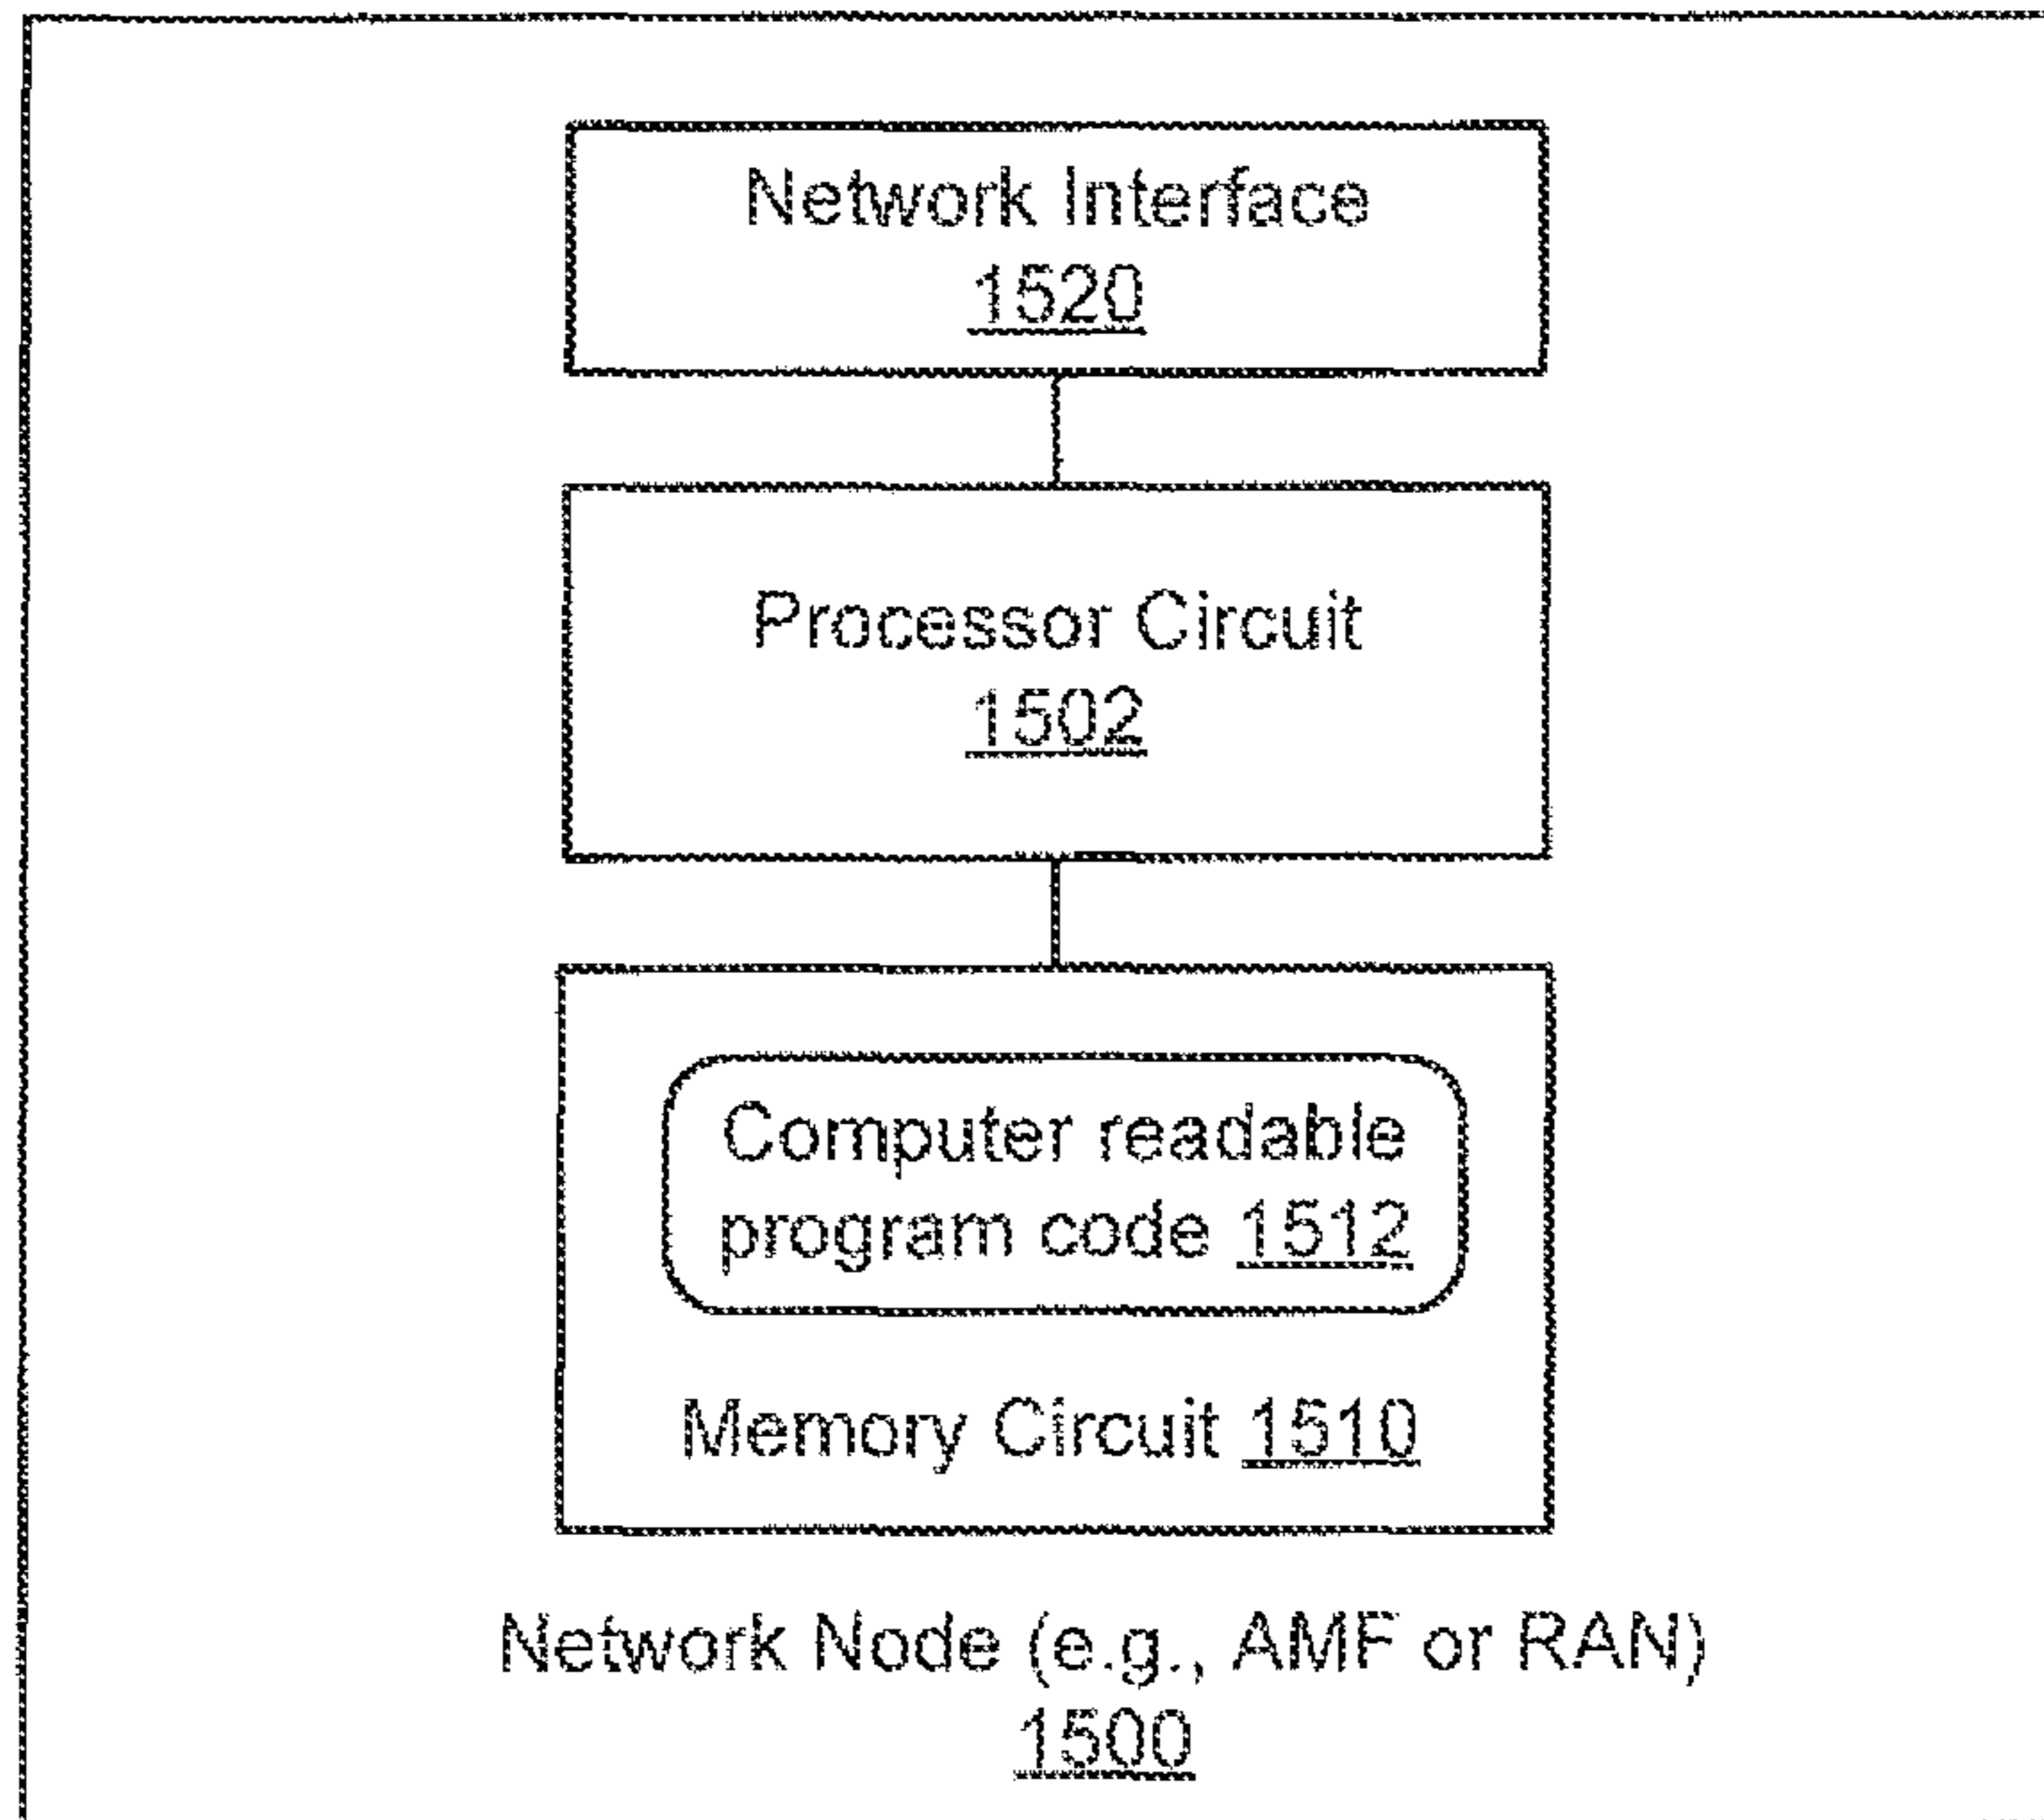 Network Interface
1520
Processor Circuit
1502
Computer readable
program code 1512
Memory Circuit 1510
Network Node (e.g., AMF or RAN)
1500